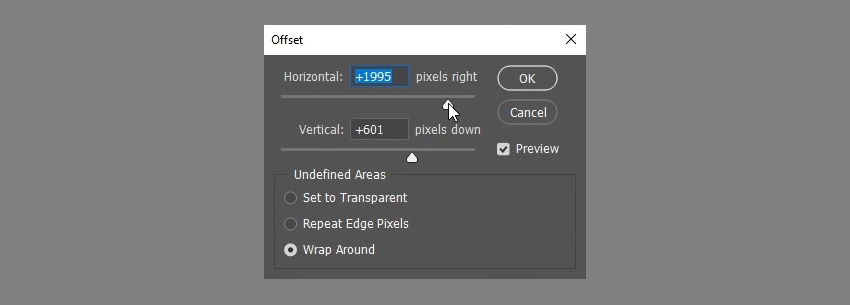 Offset
Horizontal: +1995 pixels right
OK
Cancel
Vertical: +601 pixels down
Preview
Undefined Areas
Set to Transparent
Repeat Edge Pixels
Wrap Around